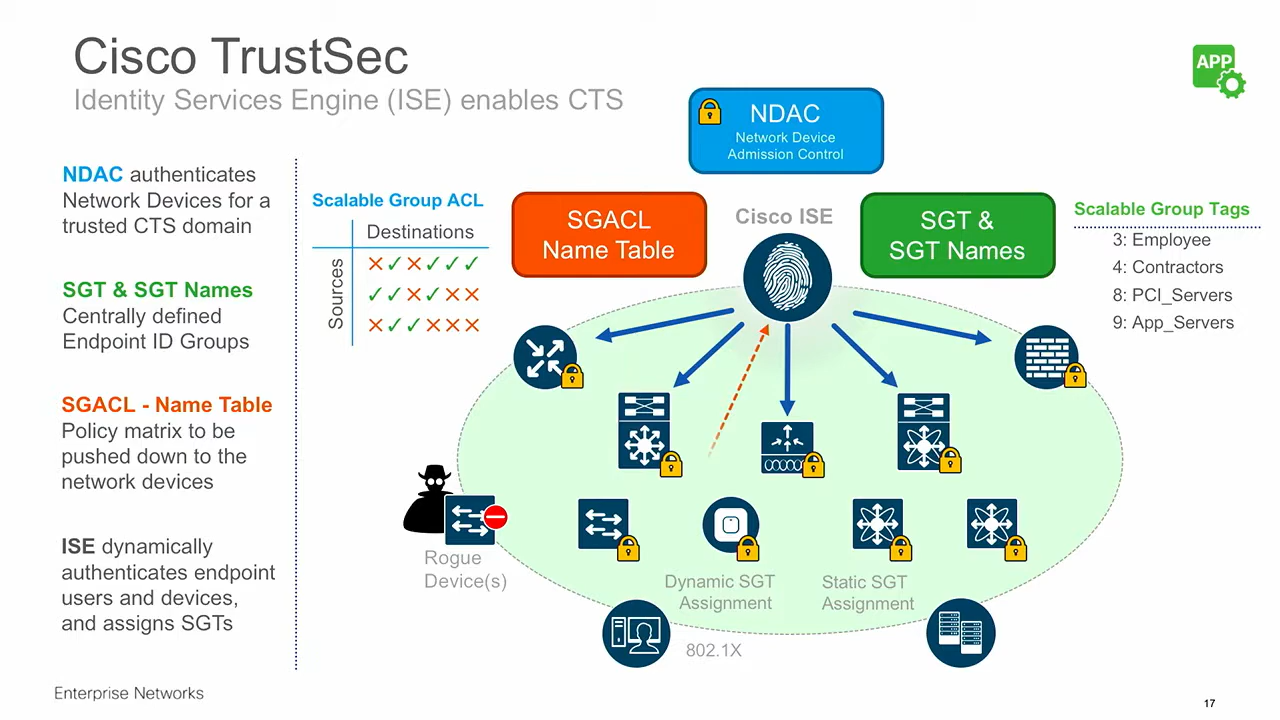 Cisco TrustSec
Identity Services Engine (ISE) enables CTS
APP
NDAC authenticates
Network Devices for a
trusted CTS domain
SGT & SGT Names
Centrally defined
Endpoint ID Groups
SGACL - Name Table
Policy matrix to be
pushed down to the
network devices
ISE dynamically
authenticates endpoint
users and devices,
and assigns SGTs
Scalable Group ACL
Destinations
Sources
✕✓✕✓✓✓
✓✓✕✓✕✕
✕✓✓✕✕✕
SGACL
Name Table
NDAC
Network Device
Admission Control
Cisco ISE
SGT &
SGT Names
Scalable Group Tags
3: Employee
4: Contractors
8: PCI_Servers
9: App_Servers
Rogue
Device(s)
Dynamic SGT
Assignment
Static SGT
Assignment
802.1X
Enterprise Networks
17